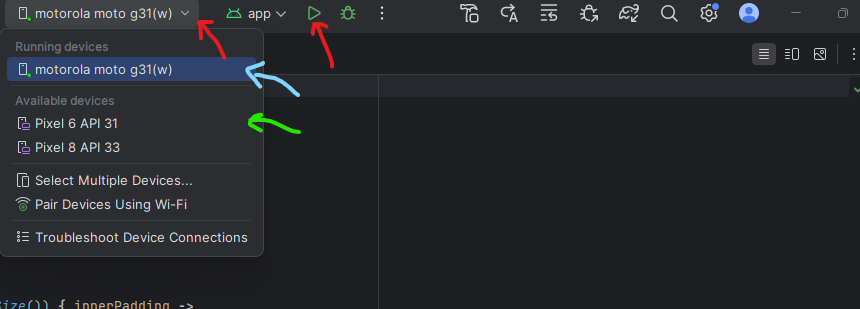 motorola moto g31(w) app
Running devices
motorola moto g31(w)
Available devices
Pixel 6 API 31
Pixel 8 API 33
Select Multiple Devices...
Pair Devices Using Wi-Fi
Troubleshoot Device Connections
Size()) { innerPadding ->